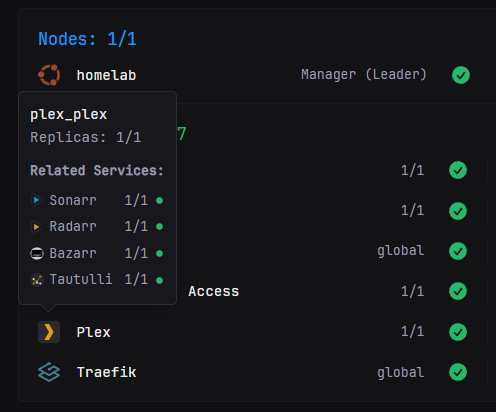 Nodes: 1/1
homelab Manager (Leader)
plex_plex
Replicas: 1/1
7
Related Services:
1/1
Sonarr 1/1
Radarr 1/1
1/1
Bazarr 1/1
global
Tautulli 1/1
Access 1/1
Plex 1/1
Traefik global